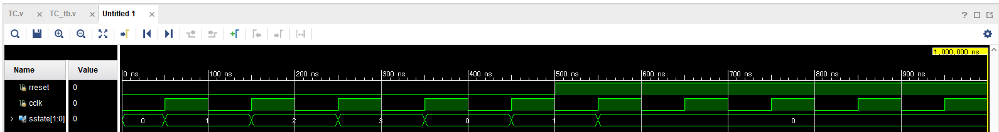 TC.v × TC_tb.v × Untitled 1 × ?
1,000,000 ns
Name Value
0 ns 100 ns 200 ns 300 ns 400 ns 500 ns 600 ns 700 ns 800 ns 900 ns
rreset 0
cclk 0
> sstate[1:0] 0 0 1 2 3 0 1 0